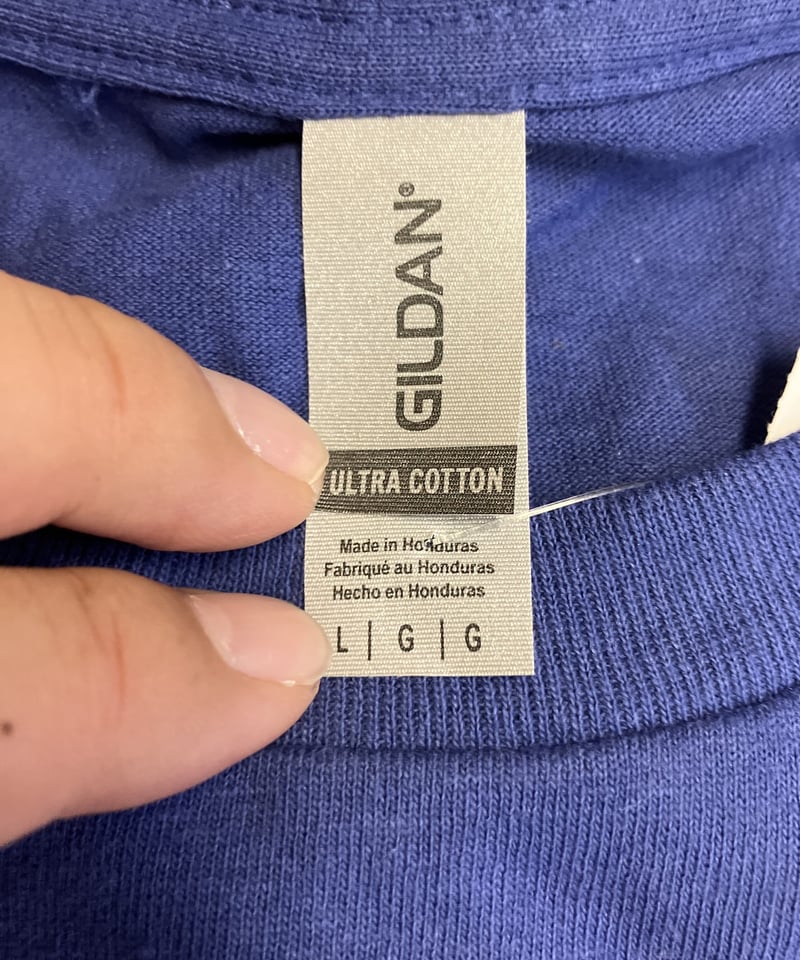 GILDAN®
ULTRA COTTON
Made in Honduras
Fabriqué au Honduras
Hecho en Honduras
L | G | G